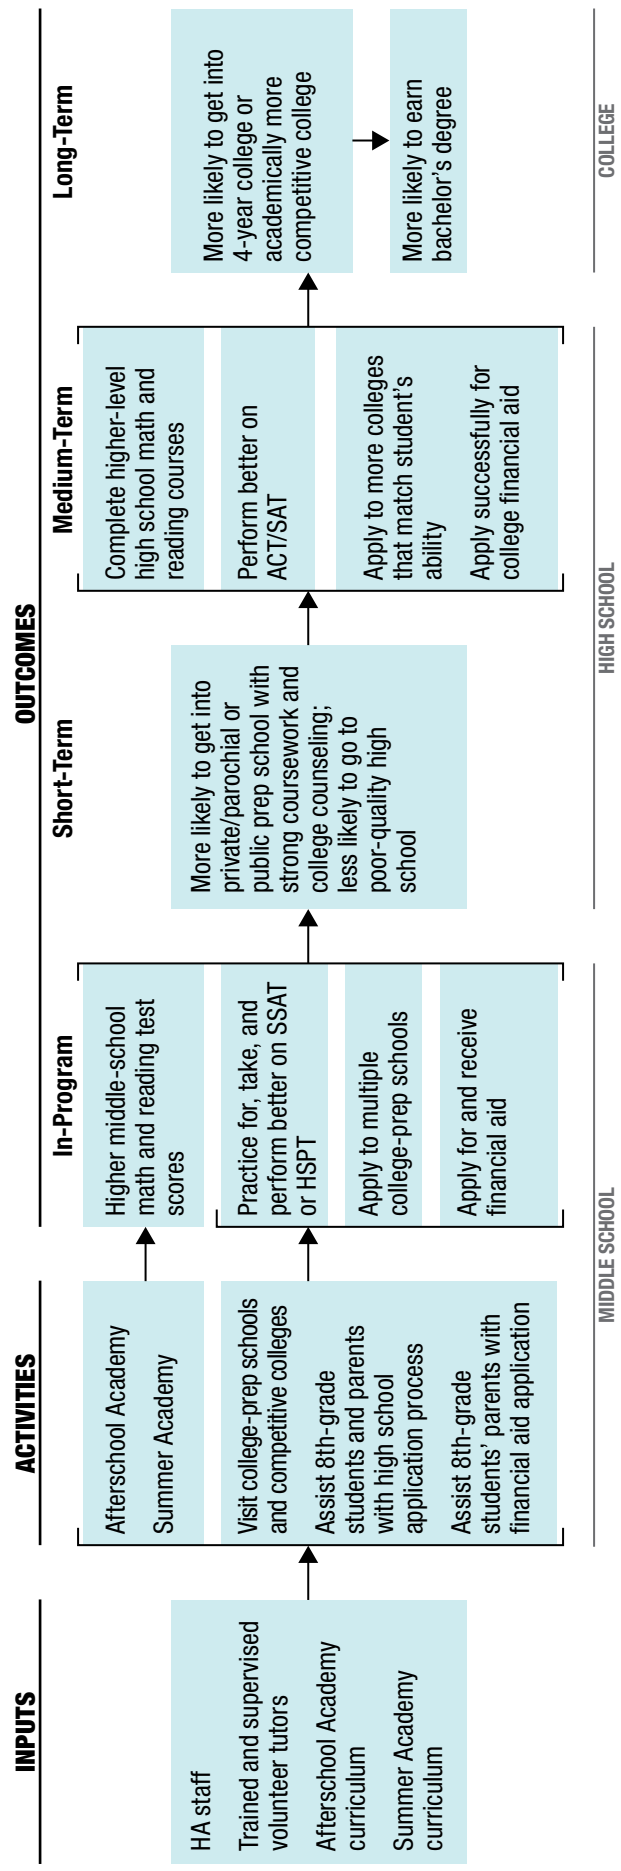 INPUTS
HA staff
Trained and supervised
volunteer tutors
Afterschool Academy
curriculum
Summer Academy
curriculum
ACTIVITIES
Afterschool Academy
Summer Academy
Visit college-prep schools
and competitive colleges
Assist 8th-grade
students and parents
with high school
application process
Assist 8th-grade
students’ parents with
financial aid application
OUTCOMES
In-Program
Higher middle-school
math and reading test
scores
Practice for, take, and
perform better on SSAT
or HSPT
Apply to multiple
college-prep schools
Apply for and receive
financial aid
Short-Term
More likely to get into
private/parochial or
public prep school with
strong coursework and
college counseling;
less likely to go to
poor-quality high
school
Medium-Term
Complete higher-level
high school math and
reading courses
Perform better on
ACT/SAT
Apply to more colleges
that match student’s
ability
Apply successfully for
college financial aid
Long-Term
More likely to get into
4-year college or
academically more
competitive college
More likely to earn
bachelor’s degree
MIDDLE SCHOOL
HIGH SCHOOL
COLLEGE